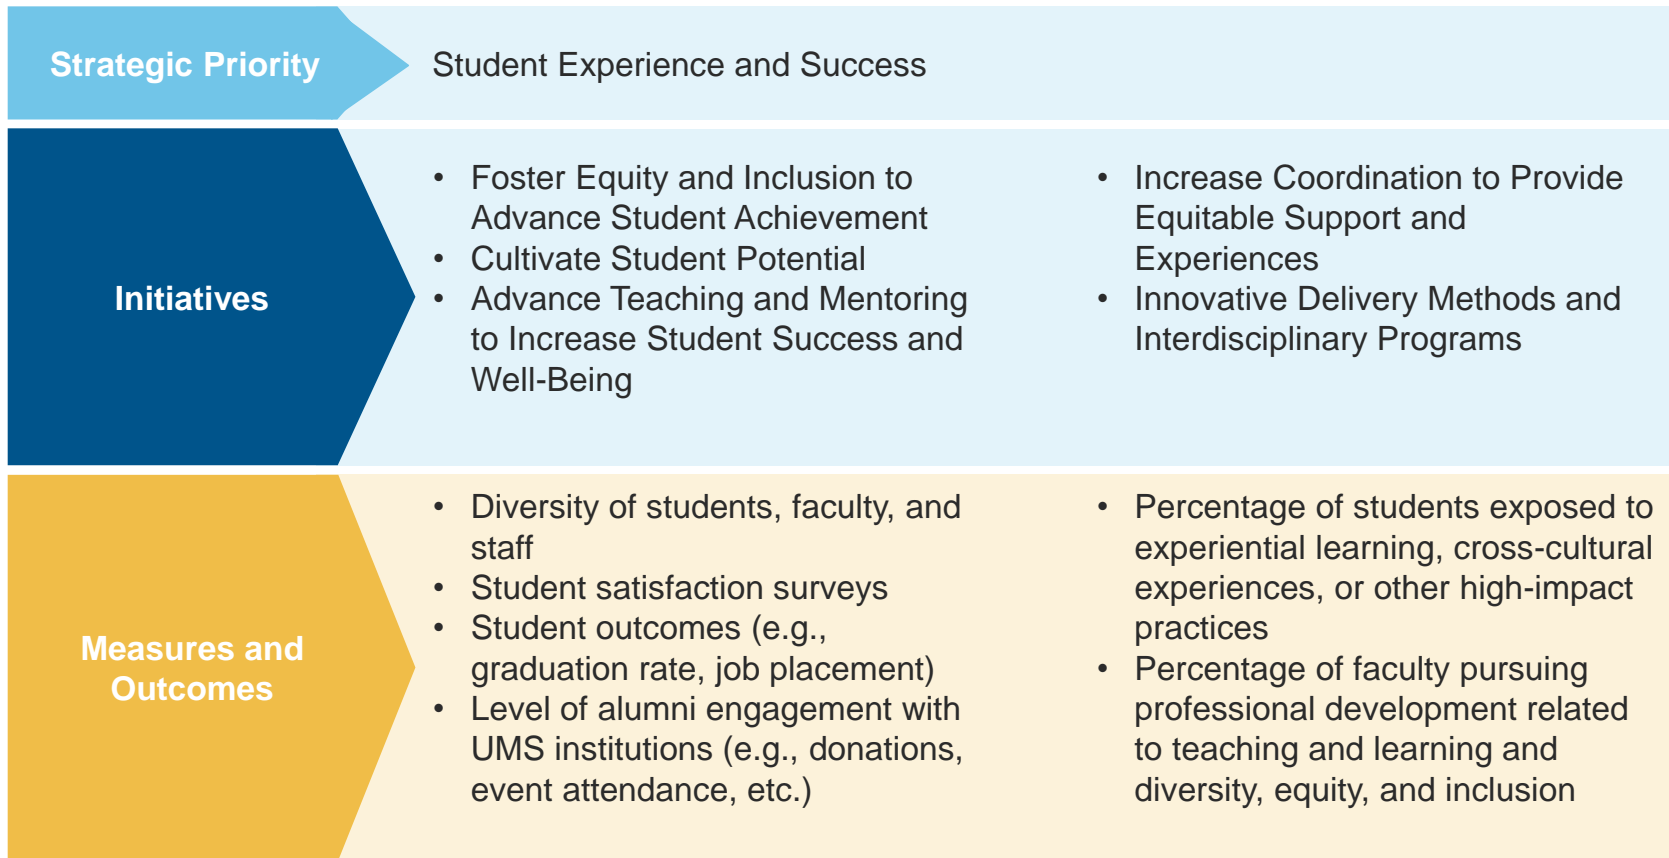 Strategic Priority
Student Experience and Success
Initiatives
• Foster Equity and Inclusion to
Advance Student Achievement
• Cultivate Student Potential
• Advance Teaching and Mentoring
to Increase Student Success and
Well-Being
• Increase Coordination to Provide
Equitable Support and
Experiences
• Innovative Delivery Methods and
Interdisciplinary Programs
Measures and
Outcomes
• Diversity of students, faculty, and
staff
• Student satisfaction surveys
• Student outcomes (e.g.,
graduation rate, job placement)
• Level of alumni engagement with
UMS institutions (e.g., donations,
event attendance, etc.)
• Percentage of students exposed to
experiential learning, cross-cultural
experiences, or other high-impact
practices
• Percentage of faculty pursuing
professional development related
to teaching and learning and
diversity, equity, and inclusion